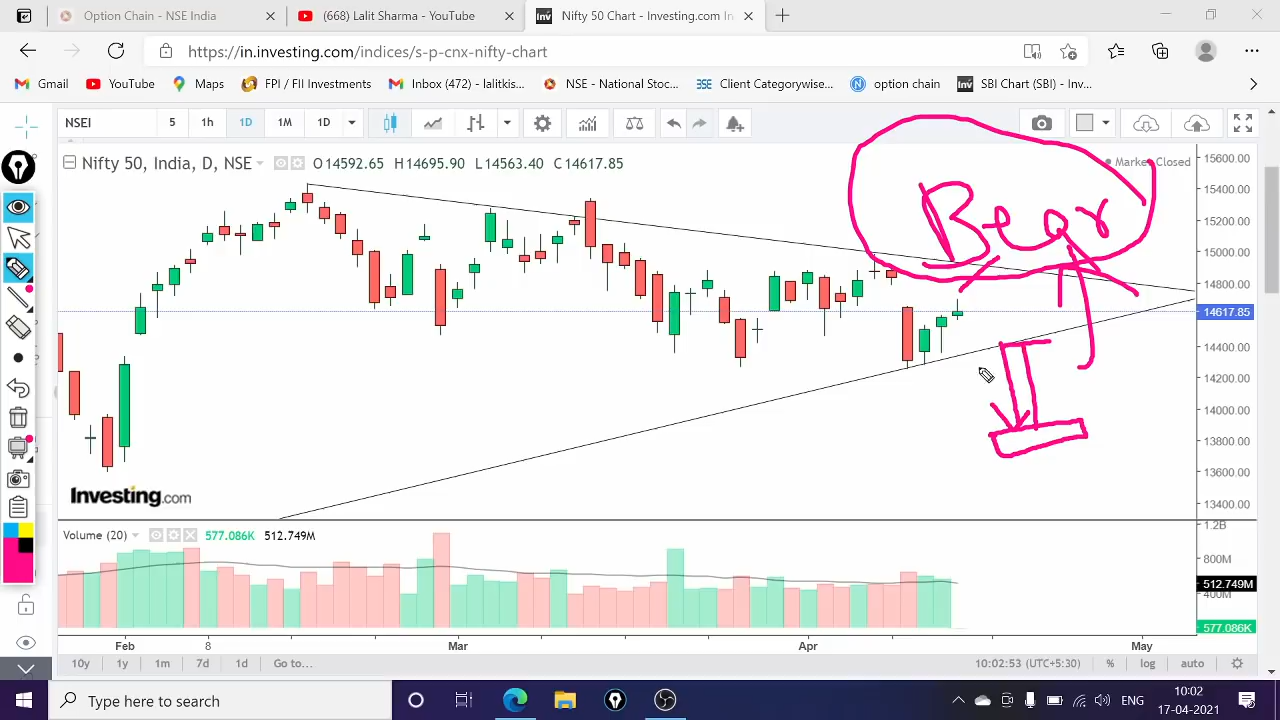 Option Chain - NSE India
(668) Lalit Sharma - YouTube
Nifty 50 Chart - Investing.com In
https://in.investing.com/indices/s-p-cnx-nifty-chart
Gmail YouTube Maps FPI / FII Investments Inbox (472) - lalitkis... NSE - National Stoc... Client Categorywise... option chain SBI Chart (SBI) - Inv...
NSEI 5 1h 1D 1M 1D
Nifty 50, India, D, NSE O14592.65 H14695.90 L14563.40 C14617.85
Market Closed
Bear
15600.00
15400.00
15200.00
15000.00
14800.00
14617.85
14400.00
14200.00
14000.00
13800.00
13600.00
13400.00
Investing.com
Volume (20) 577.086K 512.749M
1.2B
800M
512.749M
400M
577.086K
Feb 8 Mar Apr May
10y 1y 1m 7d 1d Go to... 10:02:53 (UTC+5:30) % log auto
Type here to search
ENG
10:02
17-04-2021